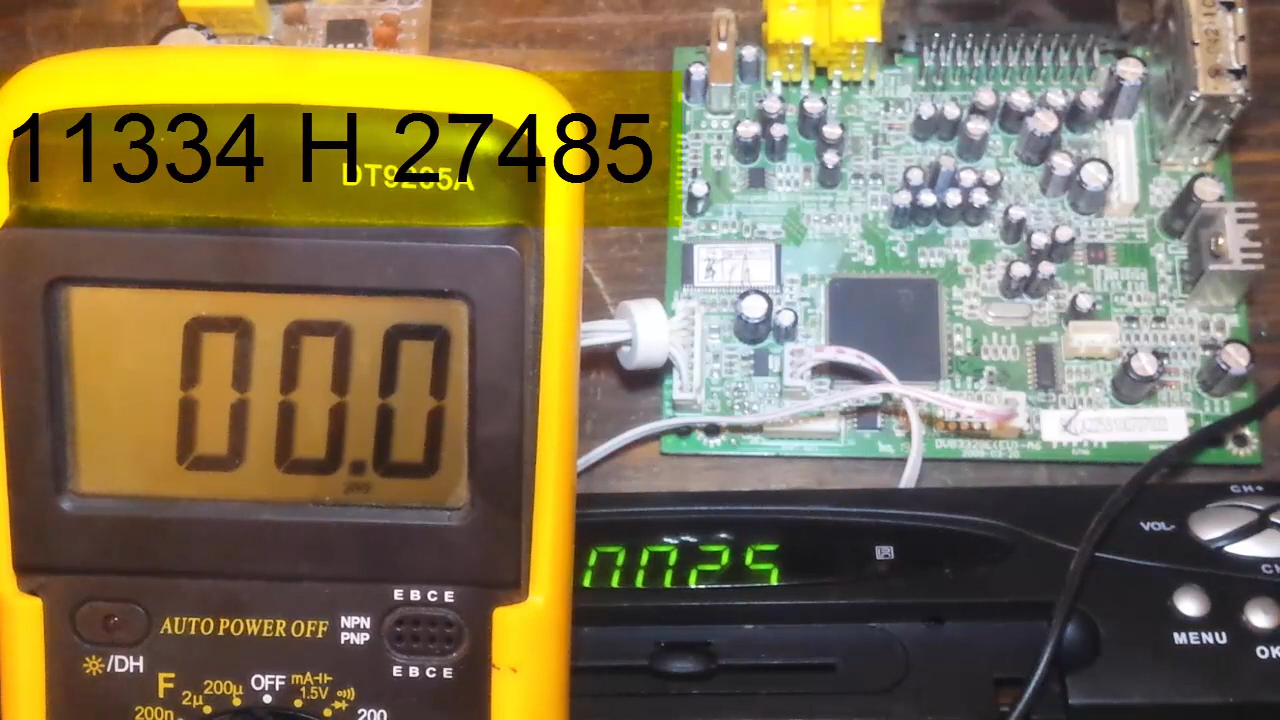 11334 H 27485
DT9205A
00.0
0025
CH+
VOL-
MENU
OK
E B C E
NPN
PNP
E B C E
AUTO POWER OFF
/DH
F
2µ
200µ
OFF
mA
1.5V
200n
200